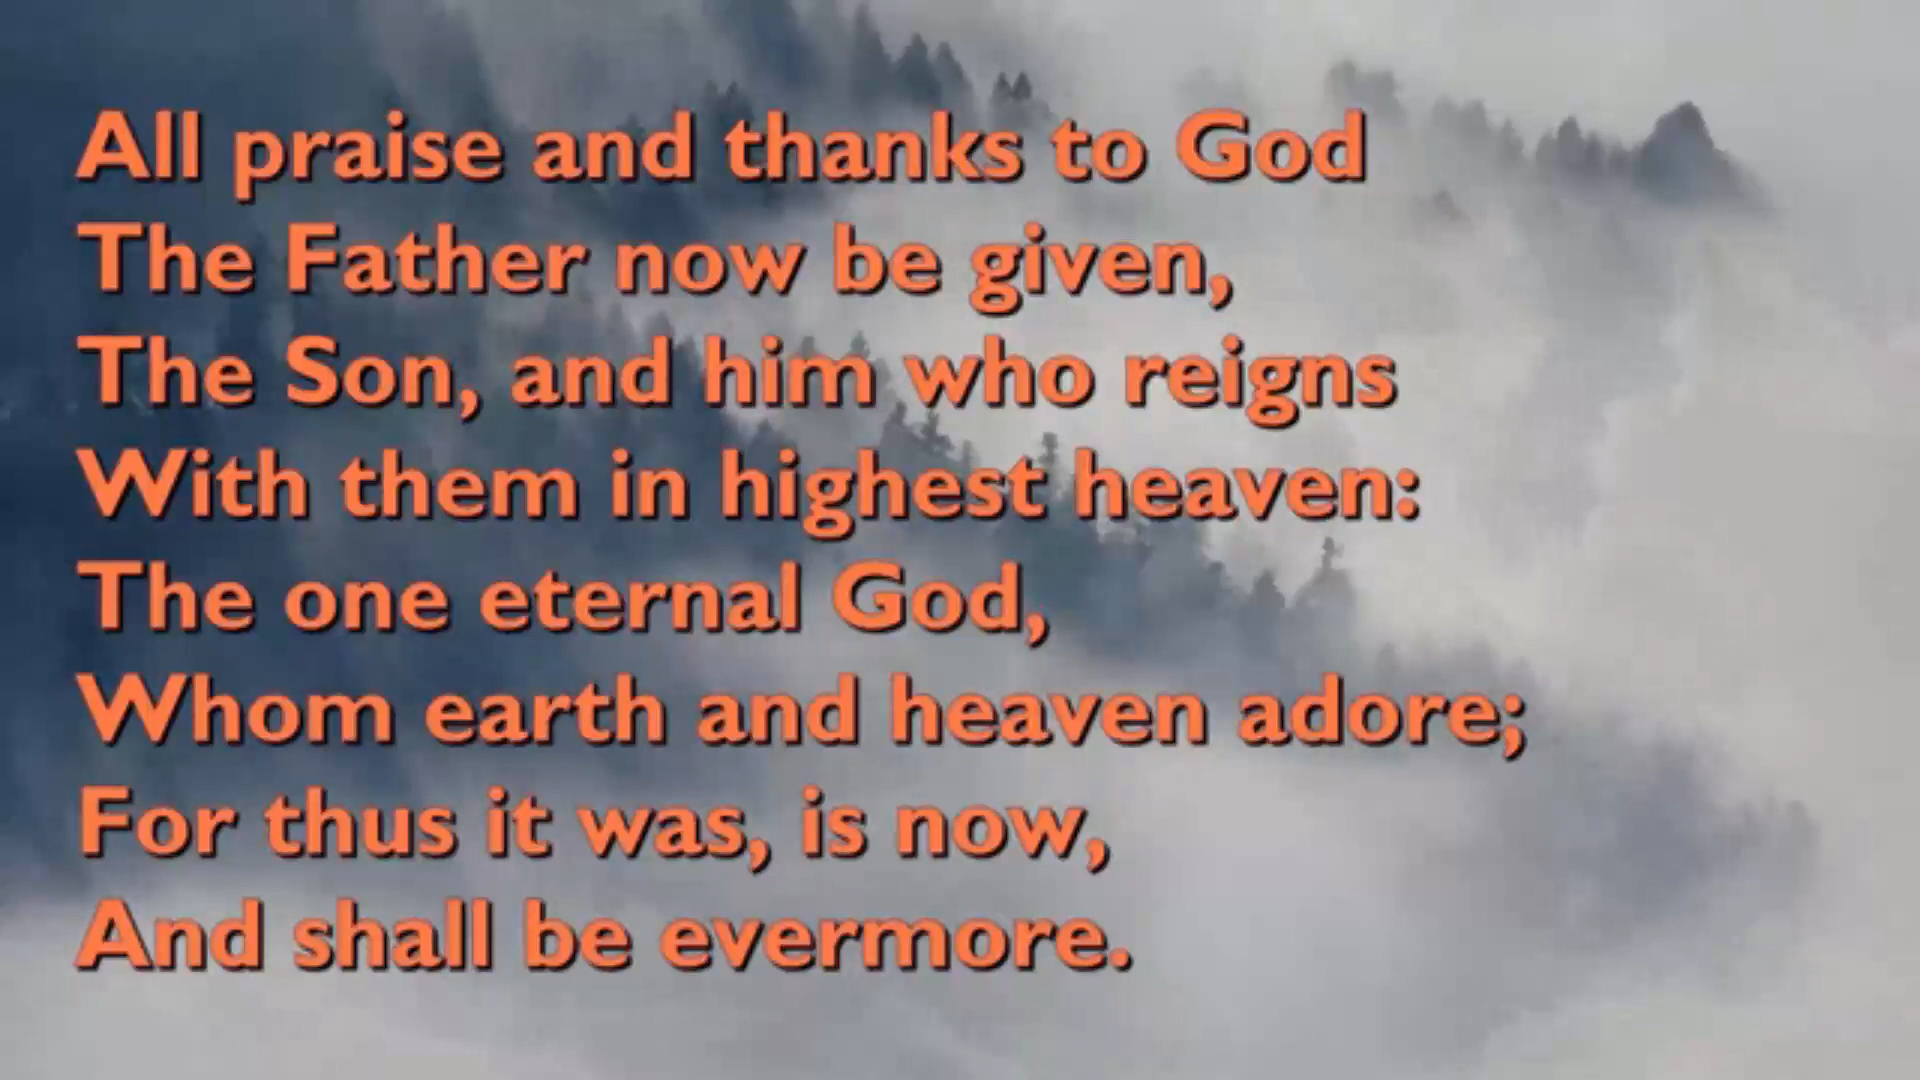 All praise and thanks to God
The Father now be given,
The Son, and him who reigns
With them in highest heaven:
The one eternal God,
Whom earth and heaven adore;
For thus it was, is now,
And shall be evermore.